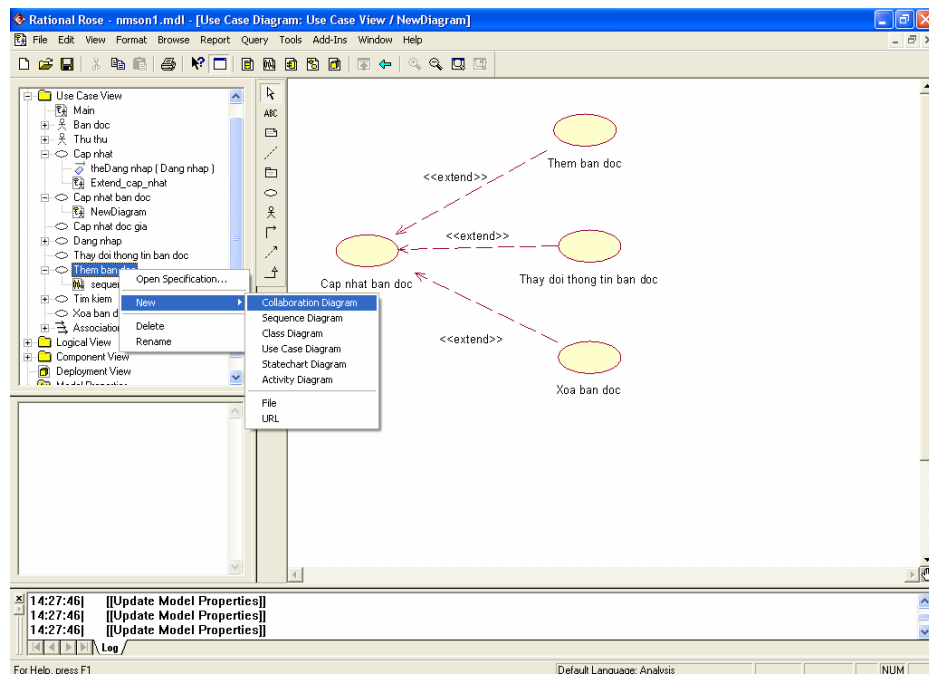 Rational Rose - nmson1.mdl - [Use Case Diagram: Use Case View / NewDiagram]
File Edit View Format Browse Report Query Tools Add-Ins Window Help
Use Case View
Main
Ban doc
Thu thu
Cap nhat
theDang nhap ( Dang nhap )
Extend_cap_nhat
Cap nhat ban doc
NewDiagram
Cap nhat doc gia
Dang nhap
Thay doi thong tin ban doc
Them ban doc
sequen
Tim kiem
Xoa ban d
Association
Logical View
Component View
Deployment View
Model Properties
ABC
Open Specification...
New
Delete
Rename
Collaboration Diagram
Sequence Diagram
Class Diagram
Use Case Diagram
Statechart Diagram
Activity Diagram
File
URL
Them ban doc
<<extend>>
<<extend>>
Cap nhat ban doc
Thay doi thong tin ban doc
<<extend>>
Xoa ban doc
14:27:46| [[Update Model Properties]]
14:27:46| [[Update Model Properties]]
14:27:46| [[Update Model Properties]]
Log
For Help, press F1
Default Language: Analysis
NUM